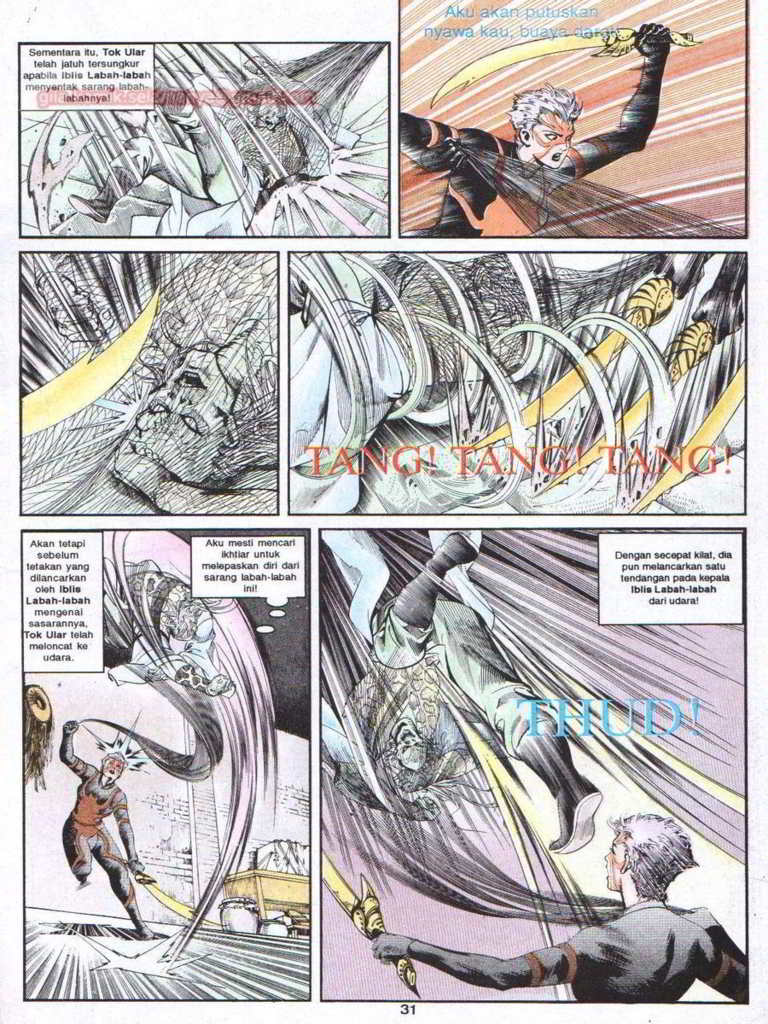 Sementara itu, Tok Ular
telah jatuh tersungkur
apabila Iblis Labah-labah
menyentak sarang labah-
labahnya!
Aku akan putuskan
nyawa kau, buaya darat
TANG! TANG! TANG!
Akan tetapi
sebelum
tetakan yang
dilancarkan
oleh Iblis
Labah-labah
mengenai
sasarannya,
Tok Ular telah
meloncat ke
udara.
Aku mesti mencari
ikhtiar untuk
melepaskan diri dari
sarang labah-labah
ini!
Dengan secepat kilat, dia
pun melancarkan satu
tendangan pada kepala
Iblis Labah-labah
dari udara!
THUD!
31